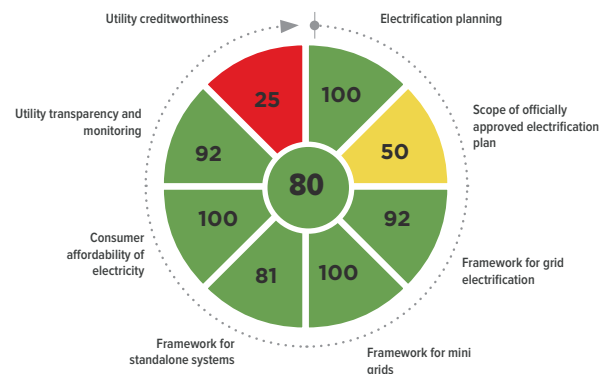 Utility creditworthiness
Electrification planning
25
100
Utility transparency and
monitoring
Scope of officially
approved electrification
plan
92
50
80
100
92
Consumer
affordability of
electricity
81
100
Framework for grid
electrification
Framework for
standalone systems
Framework for mini
grids